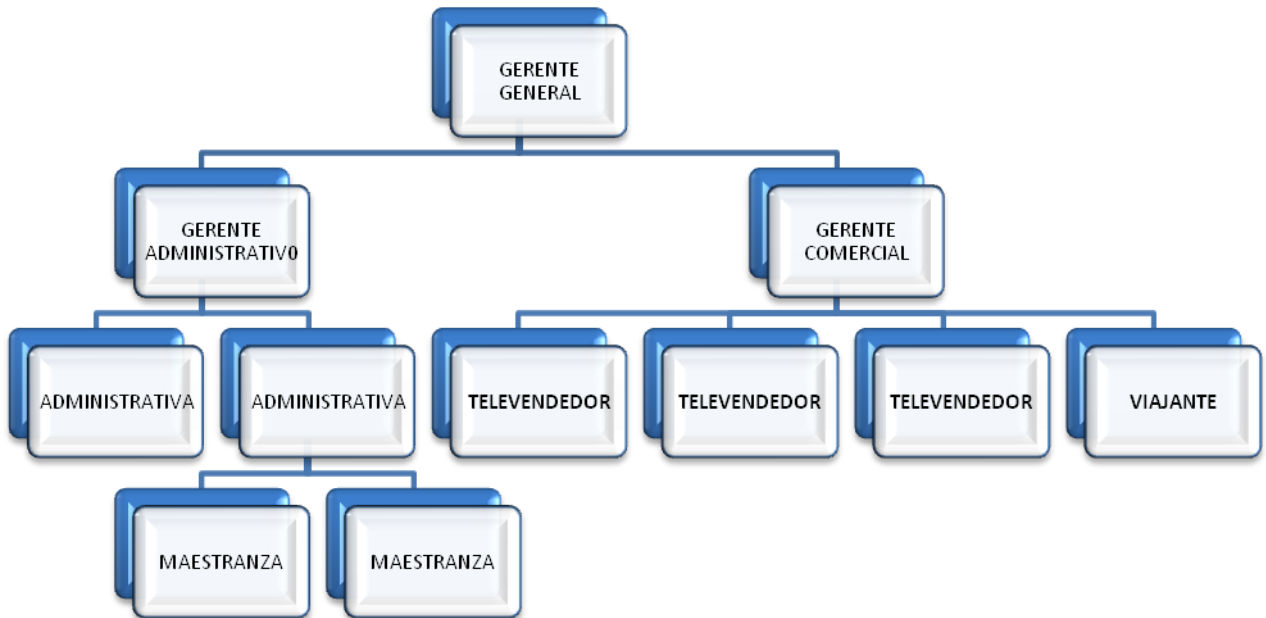 GERENTE
GENERAL
GERENTE
ADMINISTRATIV0
GERENTE
COMERCIAL
ADMINISTRATIVA
ADMINISTRATIVA
TELEVENDEDOR
TELEVENDEDOR
TELEVENDEDOR
VIAJANTE
MAESTRANZA
MAESTRANZA